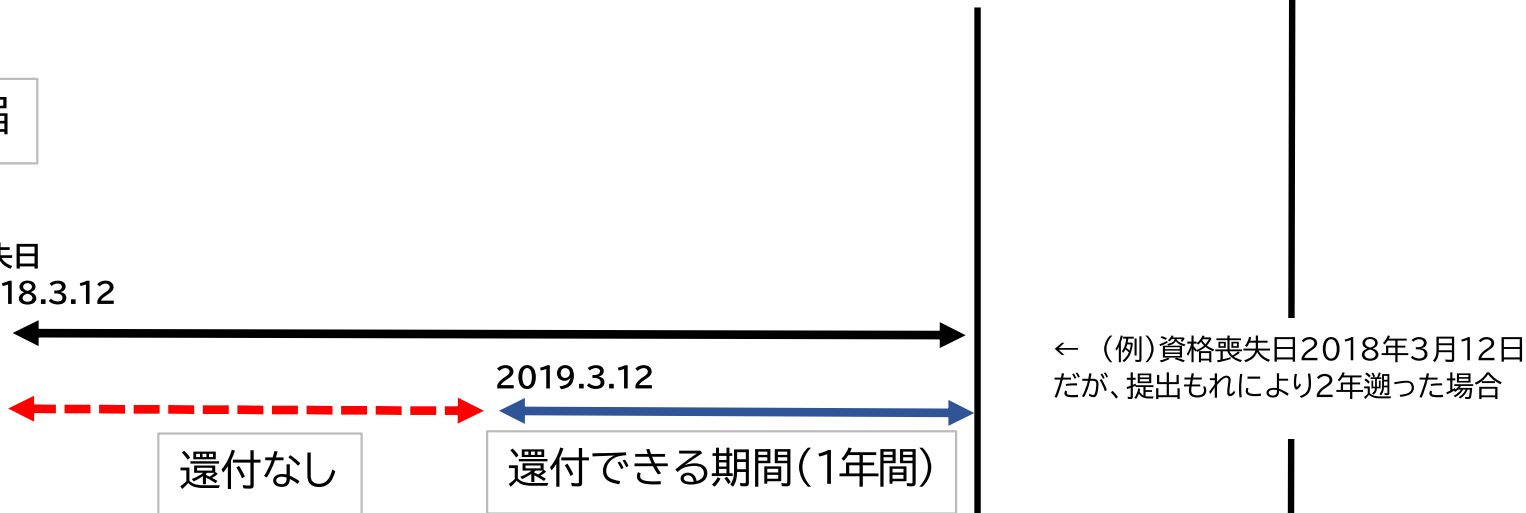 失日
18.3.12
← （例）資格喪失日2018年3月12日
だが、提出もれにより2年遡った場合
2019.3.12
還付なし
還付できる期間(1年間)